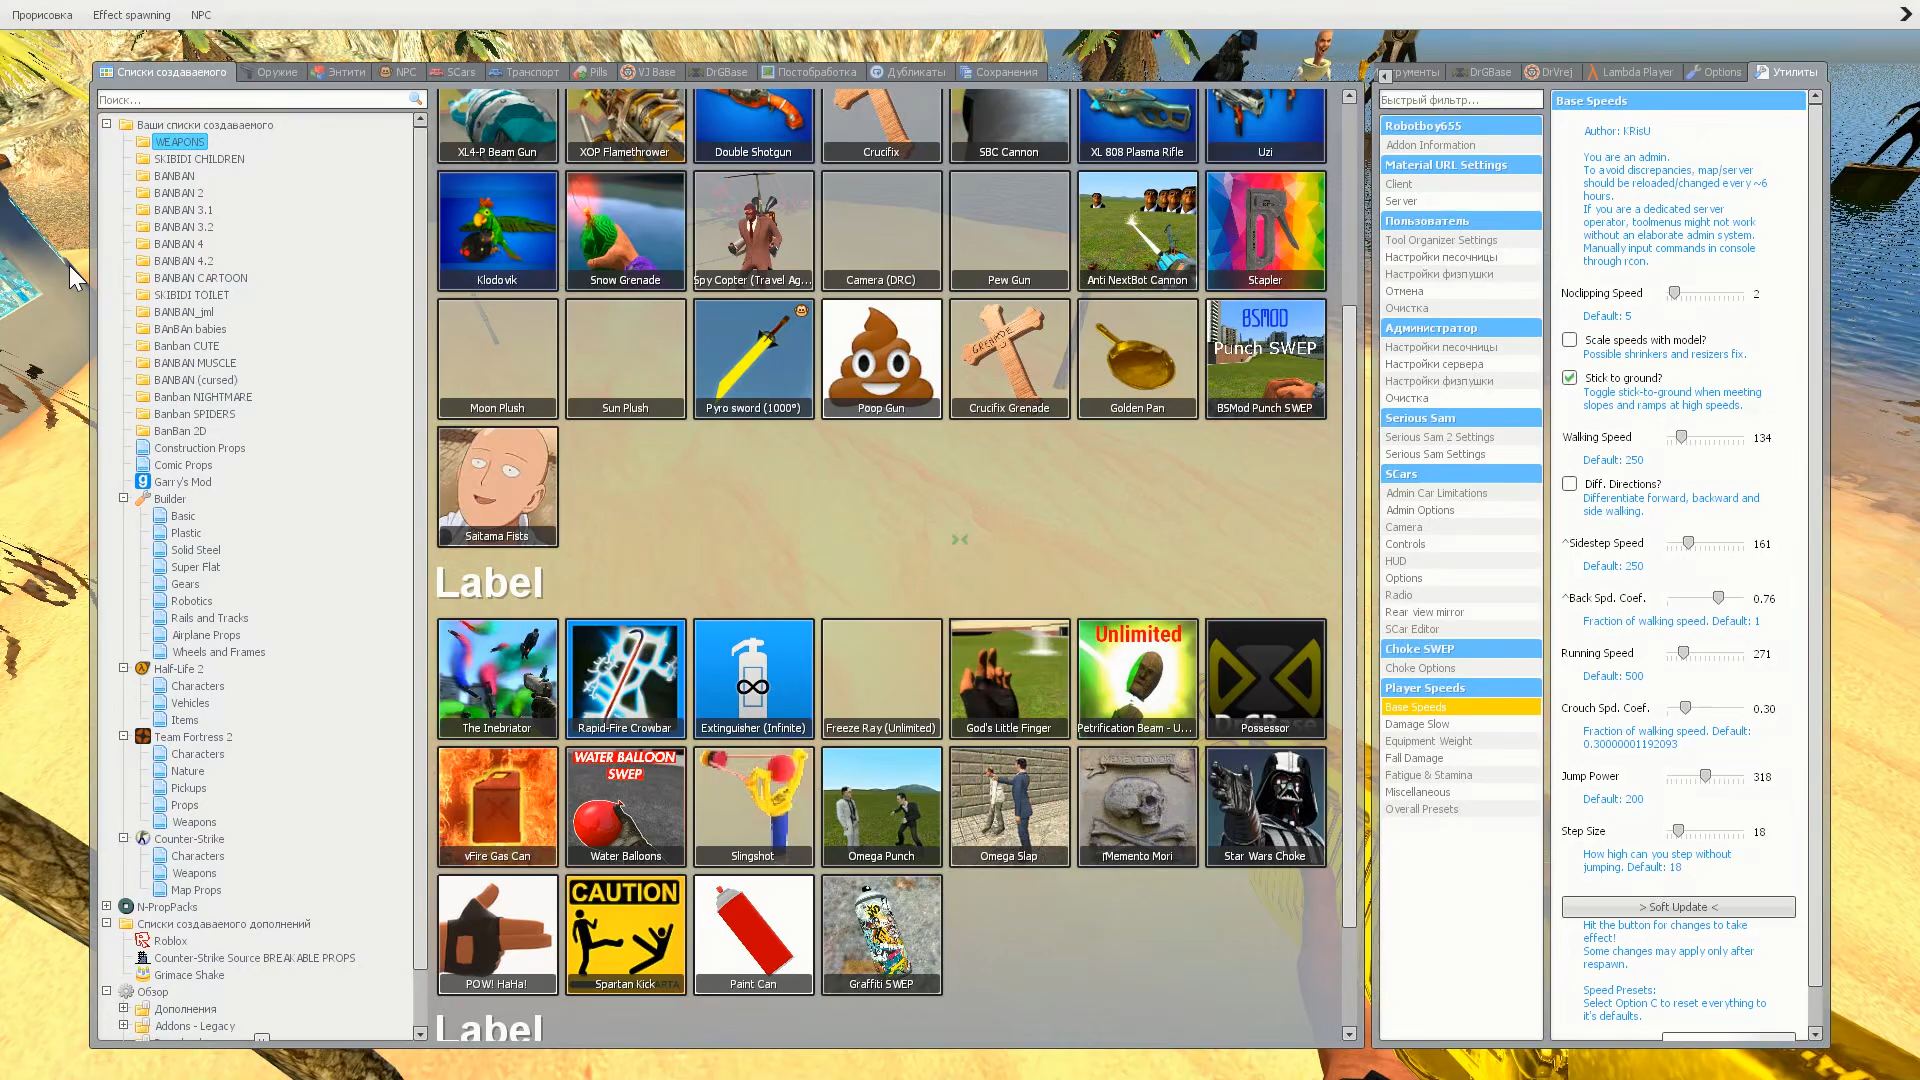 Прорисовка
Effect spawning
NPC
Списки создаваемого
Оружие
Энтити
NPC
SCars
Транспорт
Pills
VJ Base
DrGBase
Постобработка
Дубликаты
Сохранения
Поиск...
Ваши списки создаваемого
WEAPONS
SKIBIDI CHILDREN
BANBAN
BANBAN 2
BANBAN 3.1
BANBAN 3.2
BANBAN 4
BANBAN 4.2
BANBAN CARTOON
SKIBIDI TOILET
BANBAN_jml
BAnBAn babies
Banban CUTE
BANBAN MUSCLE
BANBAN (cursed)
Banban NIGHTMARE
Banban SPIDERS
BanBan 2D
Construction Props
Comic Props
Garry's Mod
Builder
Basic
Plastic
Solid Steel
Super Flat
Gears
Robotics
Rails and Tracks
Airplane Props
Wheels and Frames
Half-Life 2
Characters
Vehicles
Items
Team Fortress 2
Characters
Nature
Pickups
Props
Weapons
Counter-Strike
Characters
Weapons
Map Props
N-PropPacks
Списки создаваемого дополнений
Roblox
Counter-Strike Source BREAKABLE PROPS
Grimace Shake
Обзор
Дополнения
Addons - Legacy
XL4-P Beam Gun
XOP Flamethrower
Double Shotgun
Crucifix
SBC Cannon
XL 808 Plasma Rifle
Uzi
Klodovik
Snow Grenade
Spy Copter (Travel Ag...
Camera (DRC)
Pew Gun
Anti NextBot Cannon
Stapler
Moon Plush
Sun Plush
Pyro sword (1000°)
Poop Gun
GRENADE
Crucifix Grenade
Golden Pan
BSMOD
Punch SWEP
BSMod Punch SWEP
Saitama Fists
Label
The Inebriator
Rapid-Fire Crowbar
Extinguisher (Infinite)
Freeze Ray (Unlimited)
God's Little Finger
Unlimited
Petrification Beam - U...
DrGBase
Possessor
vFire Gas Can
WATER BALLOON
SWEP
Water Balloons
Slingshot
Omega Punch
Omega Slap
MEMENTO MORI
Memento Mori
Star Wars Choke
POW! HaHa!
CAUTION
Spartan Kick
Paint Can
Graffiti SWEP
Label
рументы
DrGBase
DrVrej
Lambda Player
Options
Утилиты
Быстрый фильтр...
Robotboy655
Addon Information
Material URL Settings
Client
Server
Пользователь
Tool Organizer Settings
Настройки песочницы
Настройки физпушки
Отмена
Очистка
Администратор
Настройки песочницы
Настройки сервера
Настройки физпушки
Очистка
Serious Sam
Serious Sam 2 Settings
Serious Sam Settings
SCars
Admin Car Limitations
Admin Options
Camera
Controls
HUD
Options
Radio
Rear view mirror
SCar Editor
Choke SWEP
Choke Options
Player Speeds
Base Speeds
Damage Slow
Equipment Weight
Fall Damage
Fatigue & Stamina
Miscellaneous
Overall Presets
Base Speeds
Author: KRisU
You are an admin.
To avoid discrepancies, map/server
should be reloaded/changed every ~6
hours.
If you are a dedicated server
operator, toolmenus might not work
without an elaborate admin system.
Manually input commands in console
through rcon.
Noclipping Speed 2
Default: 5
Scale speeds with model?
Possible shrinkers and resizers fix.
Stick to ground?
Toggle stick-to-ground when meeting
slopes and ramps at high speeds.
Walking Speed 134
Default: 250
Diff. Directions?
Differentiate forward, backward and
side walking.
^Sidestep Speed 161
Default: 250
^Back Spd. Coef. 0.76
Fraction of walking speed. Default: 1
Running Speed 271
Default: 500
Crouch Spd. Coef. 0.30
Fraction of walking speed. Default:
0.30000001192093
Jump Power 318
Default: 200
Step Size 18
How high can you step without
jumping. Default: 18
> Soft Update <
Hit the button for changes to take
effect!
Some changes may apply only after
respawn.
Speed Presets:
Select Option C to reset everything to
it's defaults.